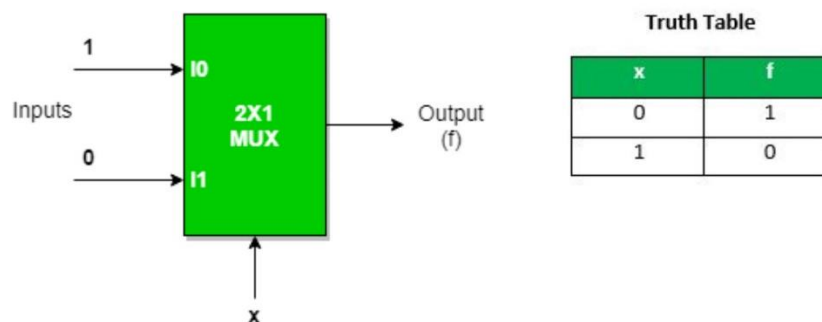 1
I0
Inputs
2X1
MUX
Output
(f)
0
I1
x
Truth Table
x f
0 1
1 0